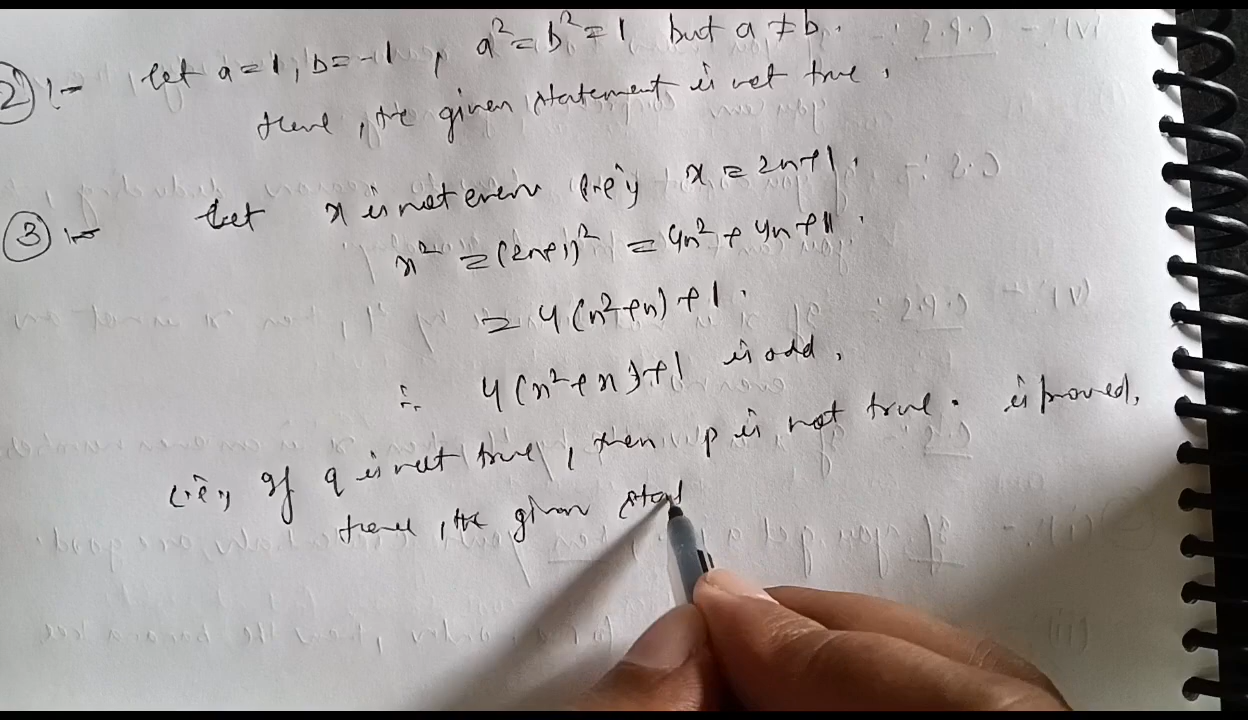 2) :- let a = 1, b = -1, a² = b² = 1 but a ≠ b.
Hence, the given statement is not true.
3 :- Let x is not even (i.e., x = 2n+1.
x² = (2n+1)² = 4n² + 4n + 1.
= 4(n²+n)+1.
∴ 4(n²+n)+1 is odd.
(i.e., If q is not true, then p is not true. is proved.
Hence, the given stat